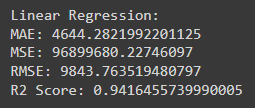 Linear Regression:
MAE: 4644.2821992201125
MSE: 96899680.22746097
RMSE: 9843.763519480797
R2 Score: 0.9416455739990005